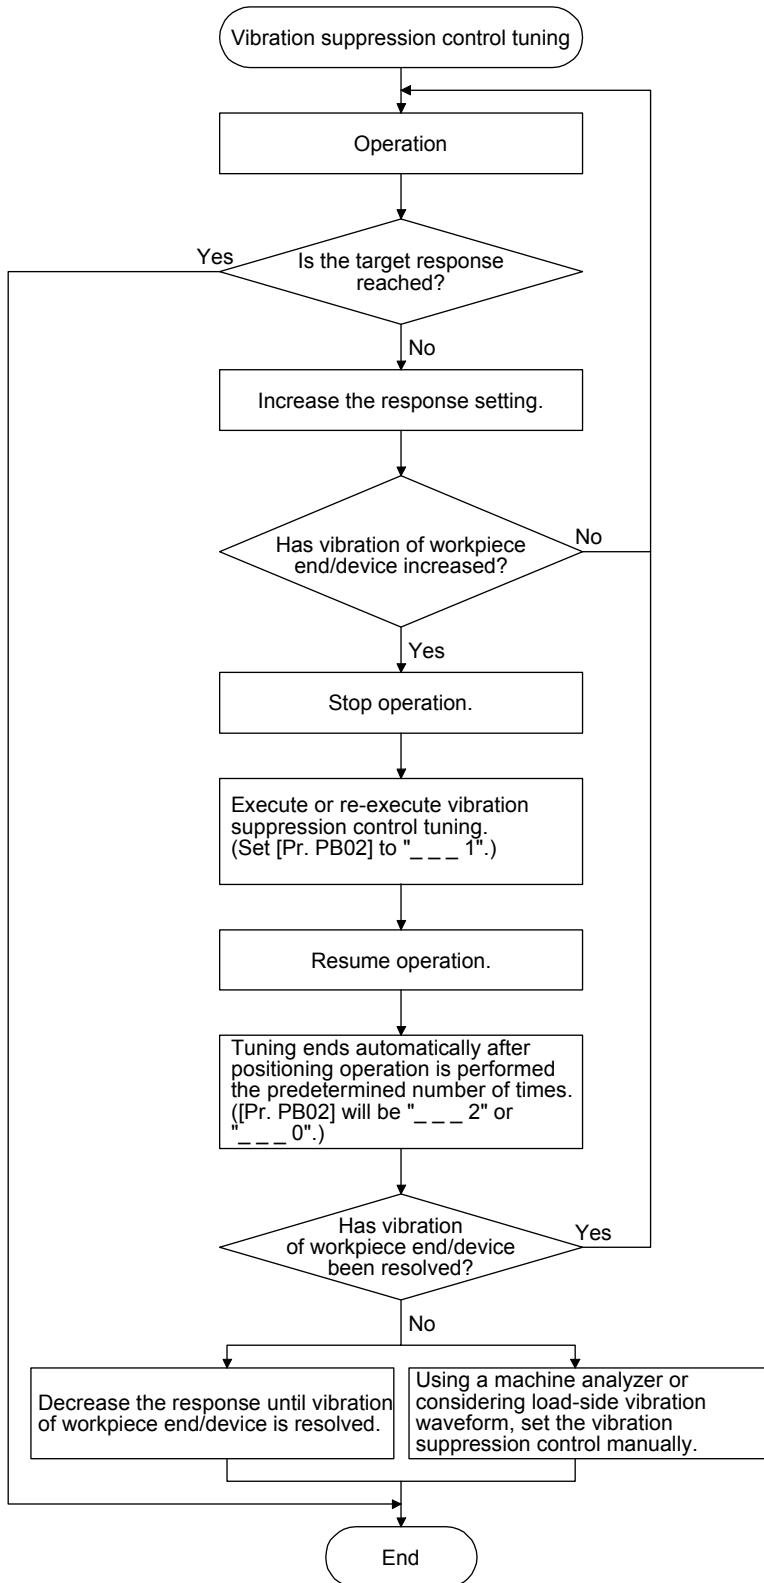 Vibration suppression control tuning
Operation
Yes
Is the target response
reached?
No
Increase the response setting.
Has vibration of workpiece
end/device increased?
No
Yes
Stop operation.
Execute or re-execute vibration
suppression control tuning.
(Set [Pr. PB02] to "_ _ _ 1".)
Resume operation.
Tuning ends automatically after
positioning operation is performed
the predetermined number of times.
([Pr. PB02] will be "_ _ _ 2" or
"_ _ _ 0".)
Has vibration
of workpiece end/device
been resolved?
Yes
No
Decrease the response until vibration
of workpiece end/device is resolved.
Using a machine analyzer or
considering load-side vibration
waveform, set the vibration
suppression control manually.
End